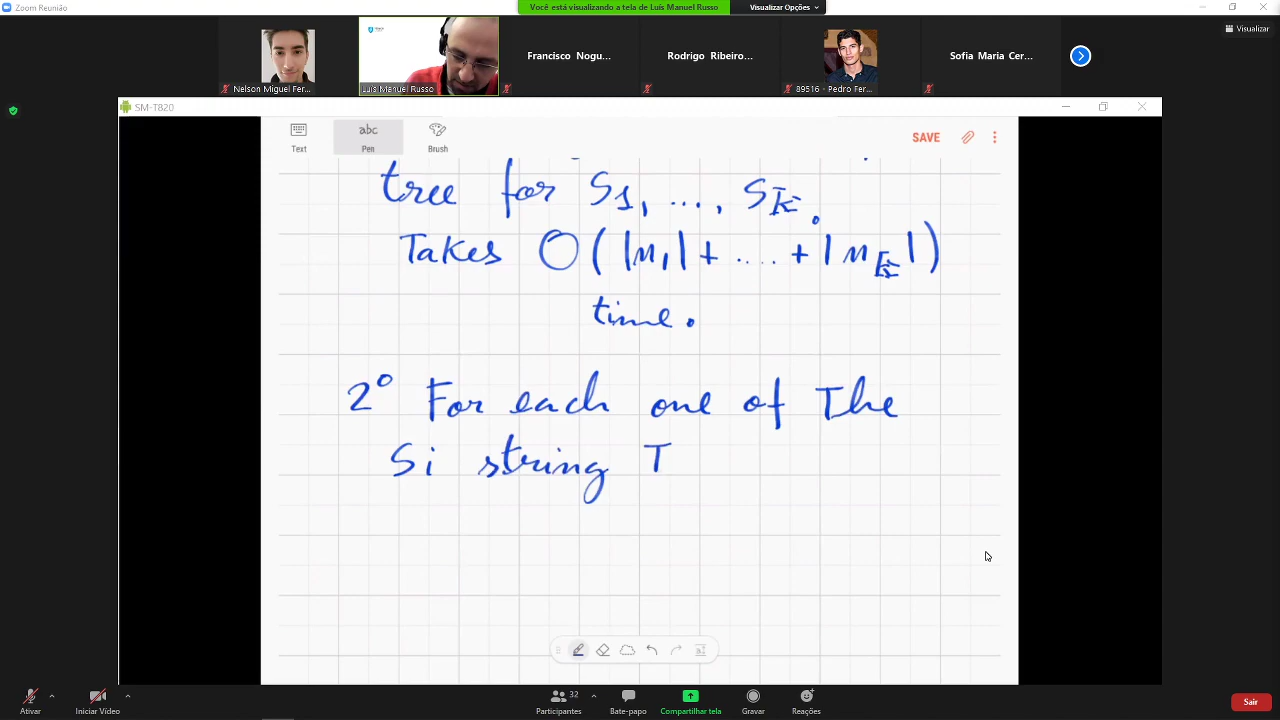 Zoom Reunião
Você está visualizando a tela de Luís Manuel Russo
Visualizar Opções
Visualizar
Nelson Miguel Fer...
Luís Manuel Russo
Francisco Nogu...
Rodrigo Ribeiro...
89516 - Pedro Fer...
Sofia Maria Cer...
SM-T820
Text
abc
Pen
Brush
SAVE
tree for S1, ..., Sk.
Takes O(|n1| + .... + |nk|)
time.
2º For each one of The
Si string T
Ativar
Iniciar Vídeo
32
Participantes
Bate-papo
Compartilhar tela
Gravar
Reações
Sair